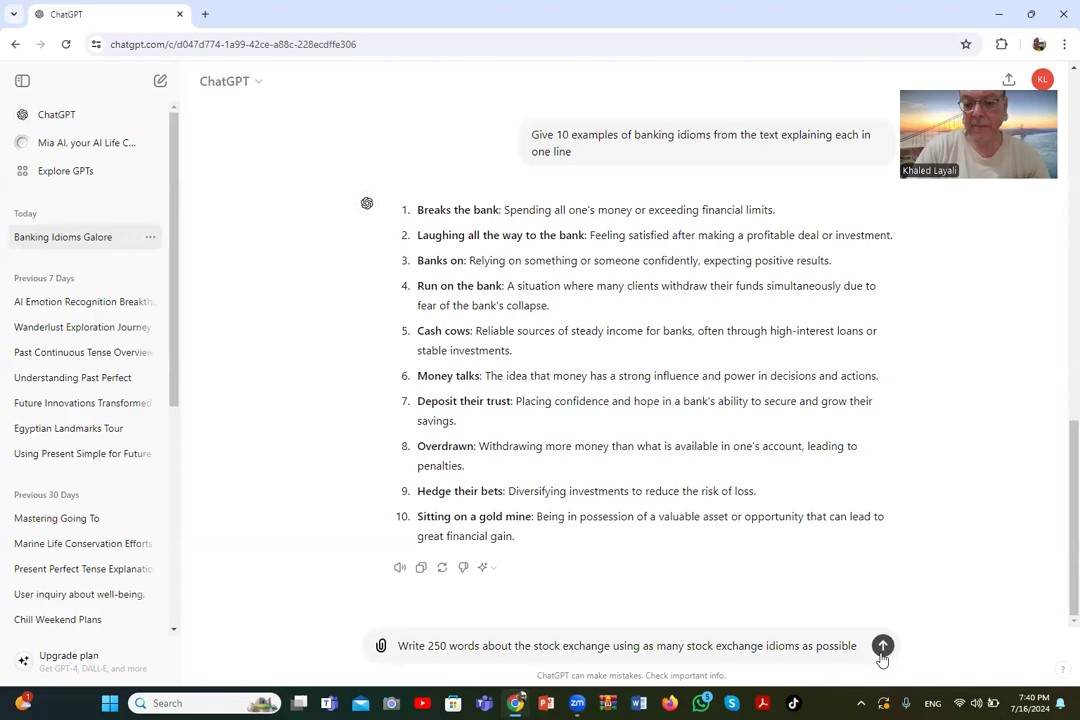 ChatGPT
chatgpt.com/c/d047d774-1a99-42ce-a88c-228ecdffe306
ChatGPT
KL
ChatGPT
Mia AI, your AI Life C...
Explore GPTs
Today
Banking Idioms Galore
Previous 7 Days
AI Emotion Recognition Breakth
Wanderlust Exploration Journey
Past Continuous Tense Overview
Understanding Past Perfect
Future Innovations Transformed
Egyptian Landmarks Tour
Using Present Simple for Future
Previous 30 Days
Mastering Going To
Marine Life Conservation Efforts
Present Perfect Tense Explanatio
User inquiry about well-being.
Chill Weekend Plans
Upgrade plan
Get GPT-4, DALL·E, and more
Khaled Layali
Give 10 examples of banking idioms from the text explaining each in
one line
1. Breaks the bank: Spending all one's money or exceeding financial limits.
2. Laughing all the way to the bank: Feeling satisfied after making a profitable deal or investment.
3. Banks on: Relying on something or someone confidently, expecting positive results.
4. Run on the bank: A situation where many clients withdraw their funds simultaneously due to
fear of the bank's collapse.
5. Cash cows: Reliable sources of steady income for banks, often through high-interest loans or
stable investments.
6. Money talks: The idea that money has a strong influence and power in decisions and actions.
7. Deposit their trust: Placing confidence and hope in a bank's ability to secure and grow their
savings.
8. Overdrawn: Withdrawing more money than what is available in one's account, leading to
penalties.
9. Hedge their bets: Diversifying investments to reduce the risk of loss.
10. Sitting on a gold mine: Being in possession of a valuable asset or opportunity that can lead to
great financial gain.
Write 250 words about the stock exchange using as many stock exchange idioms as possible
ChatGPT can make mistakes. Check important info.
?
1
Search
5
ENG
7:40 PM
7/16/2024